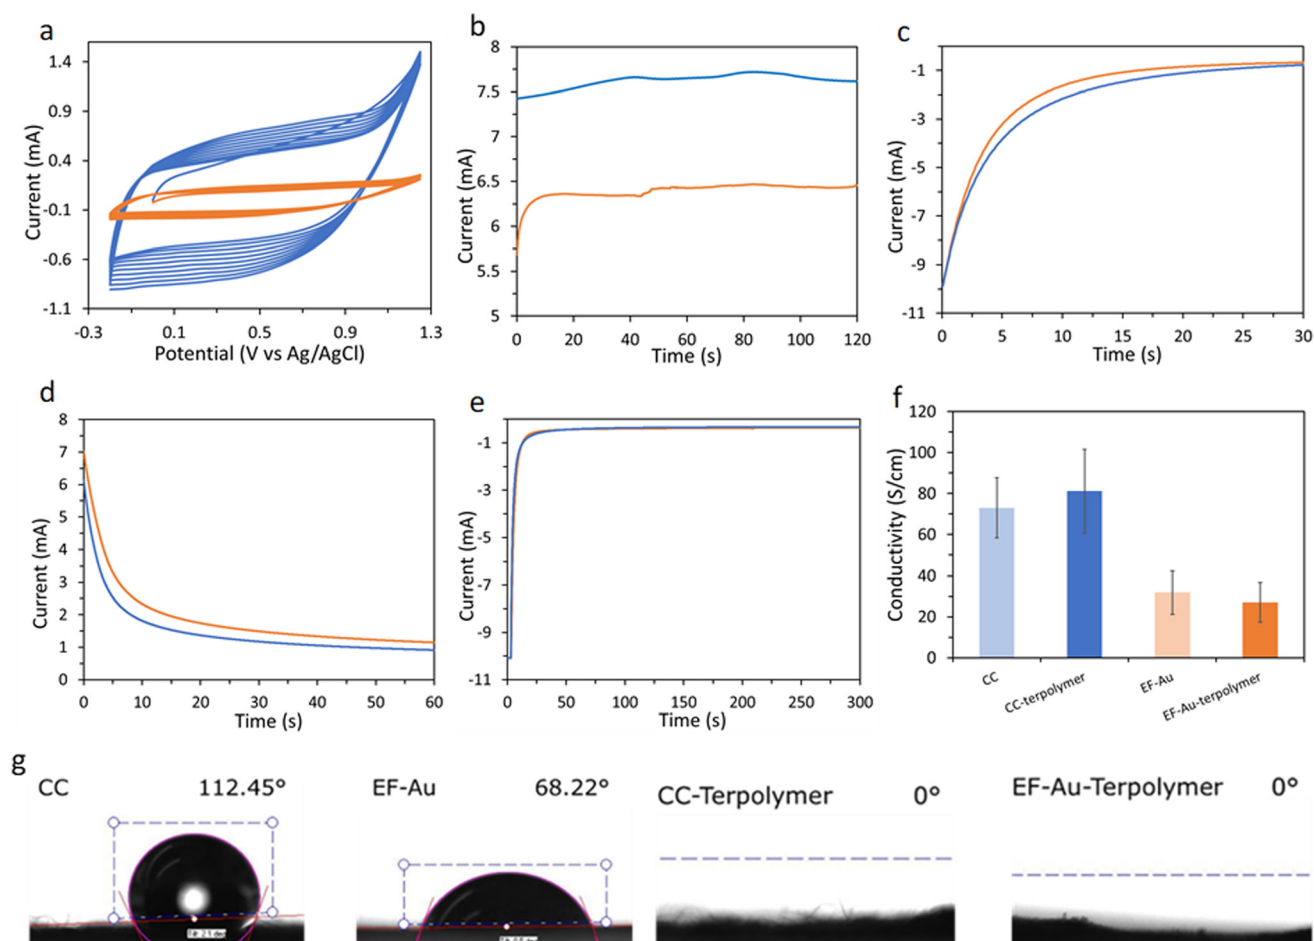 a
Current (mA)
1.4
0.9
0.4
-0.1
-0.6
-1.1
-0.3
0.1
0.5
0.9
1.3
Potential (V vs Ag/AgCl)
b
Current (mA)
8
7.5
7
6.5
6
5.5
5
0
20
40
60
80
100
120
Time (s)
c
Current (mA)
-1
-3
-5
-7
-9
-11
0
5
10
15
20
25
30
Time (s)
d
Current (mA)
8
7
6
5
4
3
2
1
0
0
10
20
30
40
50
60
Time (s)
e
Current (mA)
-1
-3
-5
-7
-9
-11
0
50
100
150
200
250
300
Time (s)
f
Conductivity (S/cm)
120
100
80
60
40
20
0
CC
CC-terpolymer
EF-Au
EF-Au-terpolymer
g
CC 112.45°
EF-Au 68.22°
CC-Terpolymer 0°
EF-Au-Terpolymer 0°